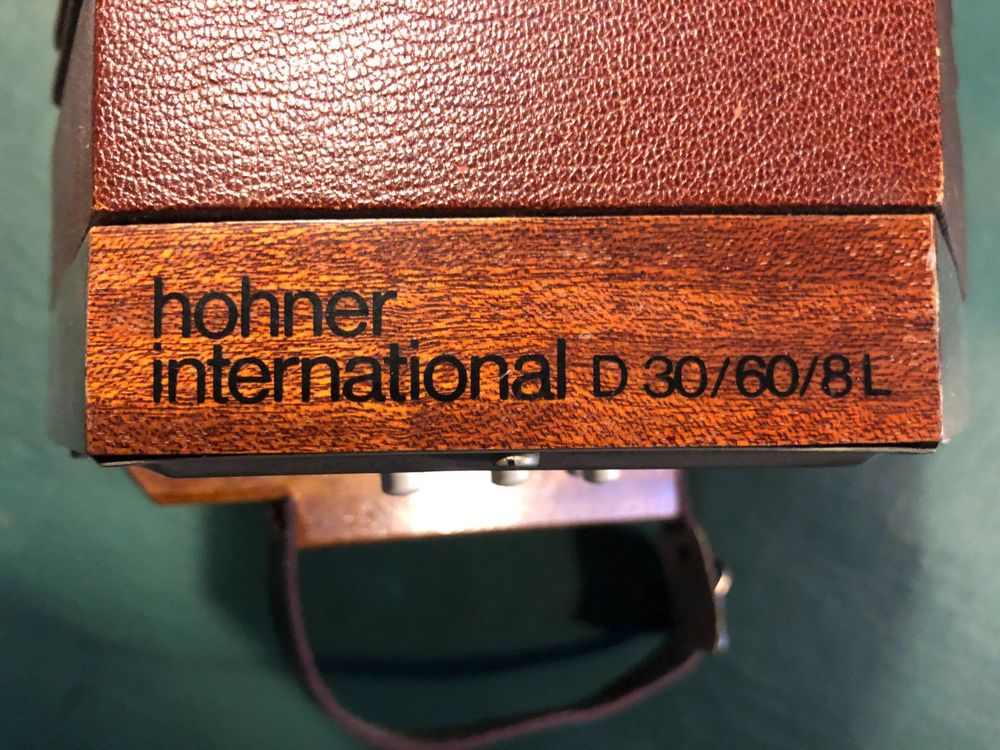 hohner
international D 30/60/8 L